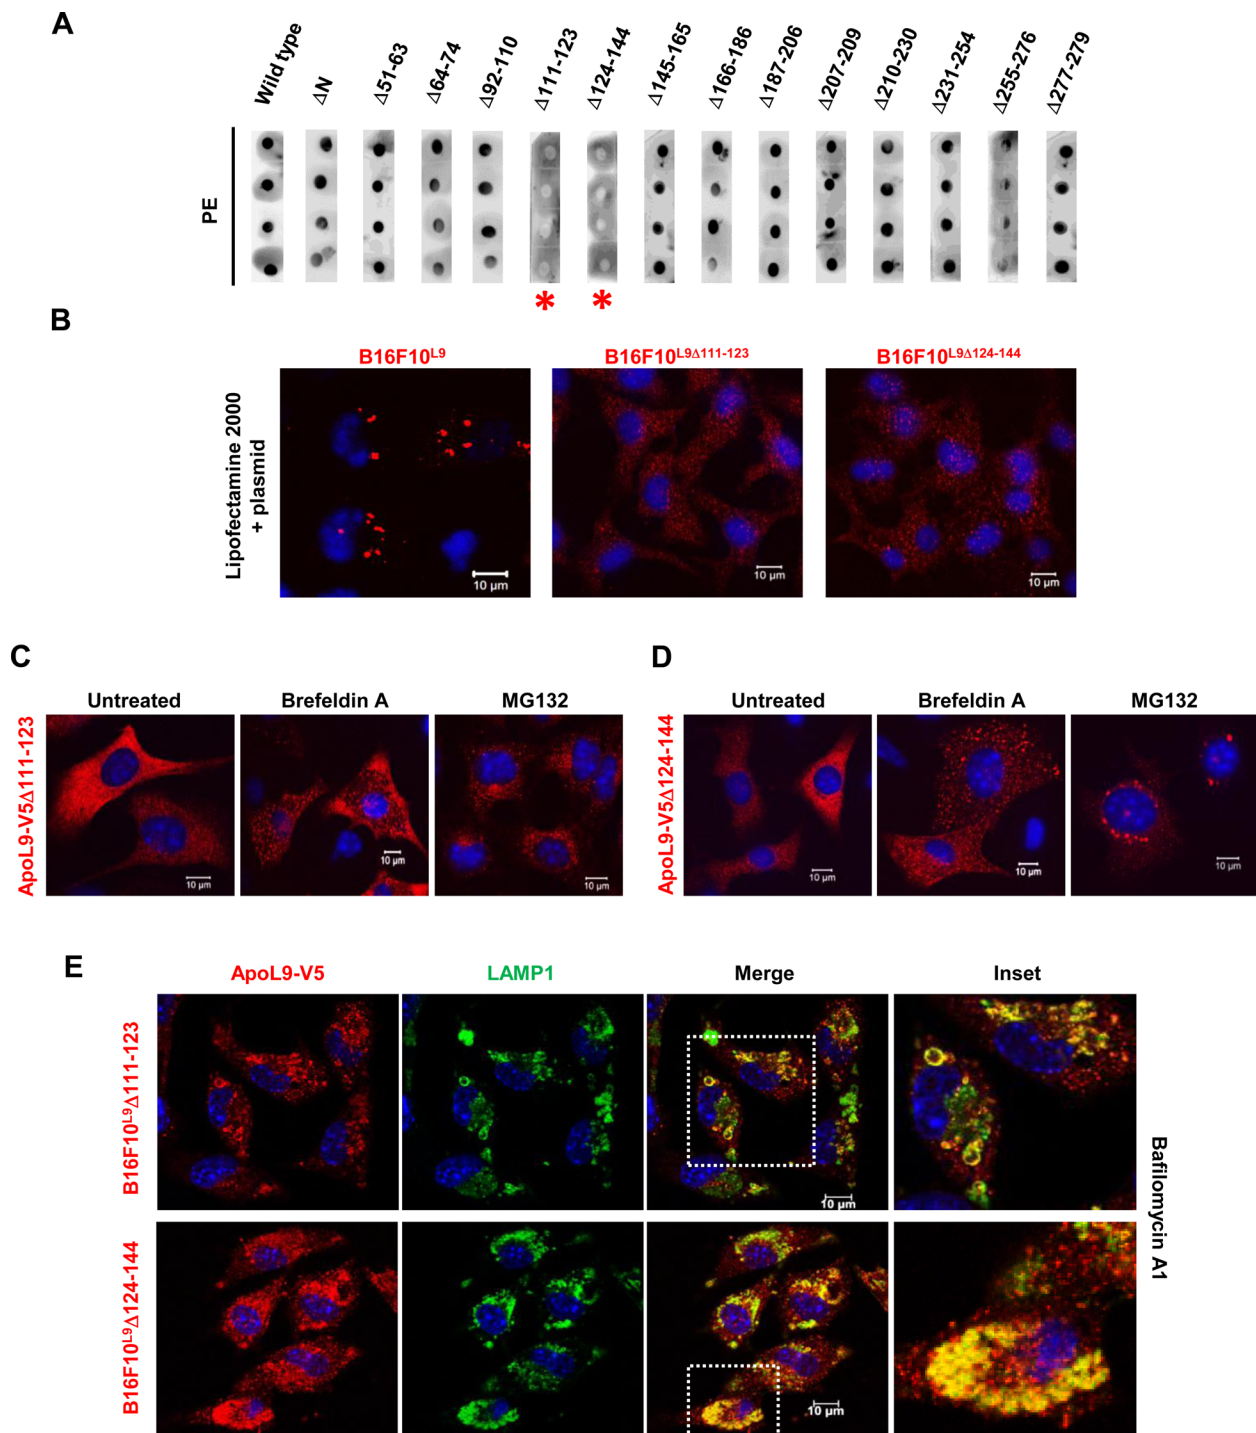 A
Wild type
ΔN
Δ51-63
Δ64-74
Δ92-110
Δ111-123
Δ124-144
Δ145-165
Δ166-186
Δ187-206
Δ207-209
Δ210-230
Δ231-254
Δ255-276
Δ277-279
PE
* *
B
B16F10L9
B16F10L9Δ111-123
B16F10L9Δ124-144
Lipofectamine 2000
+ plasmid
10 µm
10 µm
10 µm
C
Untreated
Brefeldin A
MG132
ApoL9-V5Δ111-123
10 µm
10 µm
10 µm
D
Untreated
Brefeldin A
MG132
ApoL9-V5Δ124-144
10 µm
10 µm
10 µm
E
ApoL9-V5
LAMP1
Merge
Inset
B16F10L9Δ111-123
10 µm
B16F10L9Δ124-144
10 µm
Bafilomycin A1